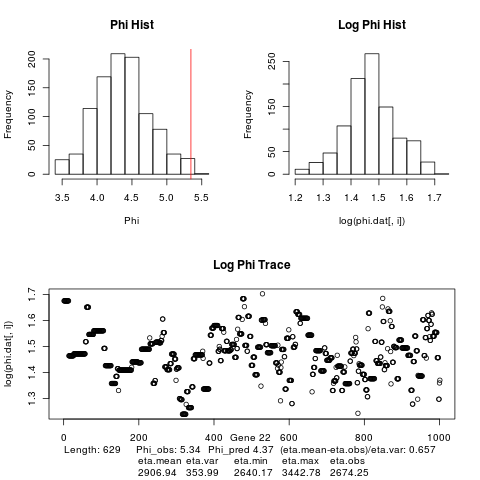 Phi Hist
Log Phi Hist
Frequency
0 50 100 150 200
3.5 4.0 4.5 5.0 5.5
Phi
Frequency
0 50 150 250
1.2 1.3 1.4 1.5 1.6 1.7
log(phi.dat[, i])
Log Phi Trace
log(phi.dat[, i])
1.3 1.4 1.5 1.6 1.7
0 200 400 600 800 1000
Gene 22
Length: 629 Phi_obs: 5.34 Phi_pred 4.37 (eta.mean-eta.obs)/eta.var: 0.657
eta.mean eta.var eta.min eta.max eta.obs
2906.94 353.99 2640.17 3442.78 2674.25